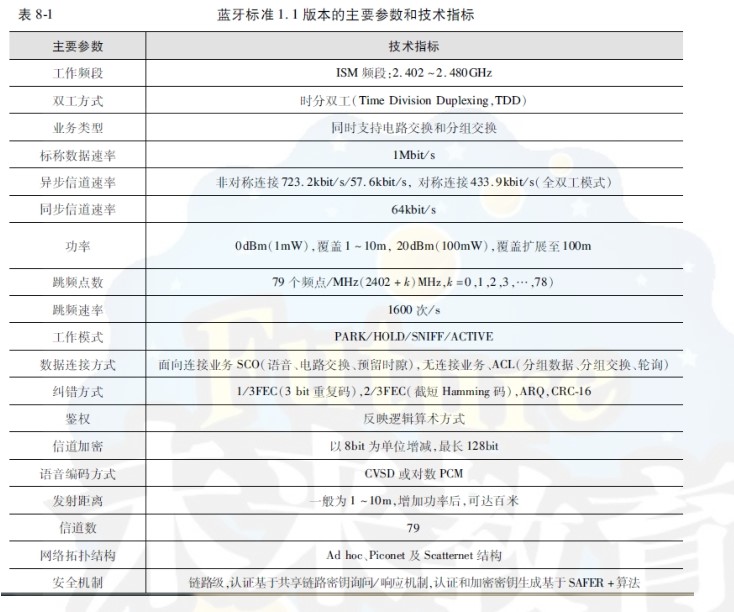 表 8-1 蓝牙标准 1.1 版本的主要参数和技术指标
主要参数 技术指标
工作频段 ISM 频段:2.402 ~ 2.480GHz
双工方式 时分双工(Time Division Duplexing,TDD)
业务类型 同时支持电路交换和分组交换
标称数据速率 1Mbit/s
异步信道速率 非对称连接 723.2kbit/s/57.6kbit/s, 对称连接 433.9kbit/s(全双工模式)
同步信道速率 64kbit/s
功率 0dBm(1mW),覆盖 1 ~ 10m, 20dBm(100mW),覆盖扩展至 100m
跳频点数 79 个频点/MHz(2402 + k)MHz,k =0,1,2,3,…,78)
跳频速率 1600 次/s
工作模式 PARK/HOLD/SNIFF/ACTIVE
数据连接方式 面向连接业务 SCO(语音、电路交换、预留时隙),无连接业务、ACL(分组数据、分组交换、轮询)
纠错方式 1/3FEC(3 bit 重复码),2/3FEC(截短 Hamming 码),ARQ,CRC-16
鉴权 反映逻辑算术方式
信道加密 以 8bit 为单位增减,最长 128bit
语音编码方式 CVSD 或对数 PCM
发射距离 一般为 1 ~ 10m,增加功率后,可达百米
信道数 79
网络拓扑结构 Ad hoc、Piconet 及 Scatternet 结构
安全机制 链路级,认证基于共享链路密钥询问/响应机制,认证和加密密钥生成基于 SAFER + 算法
Future
未来教育